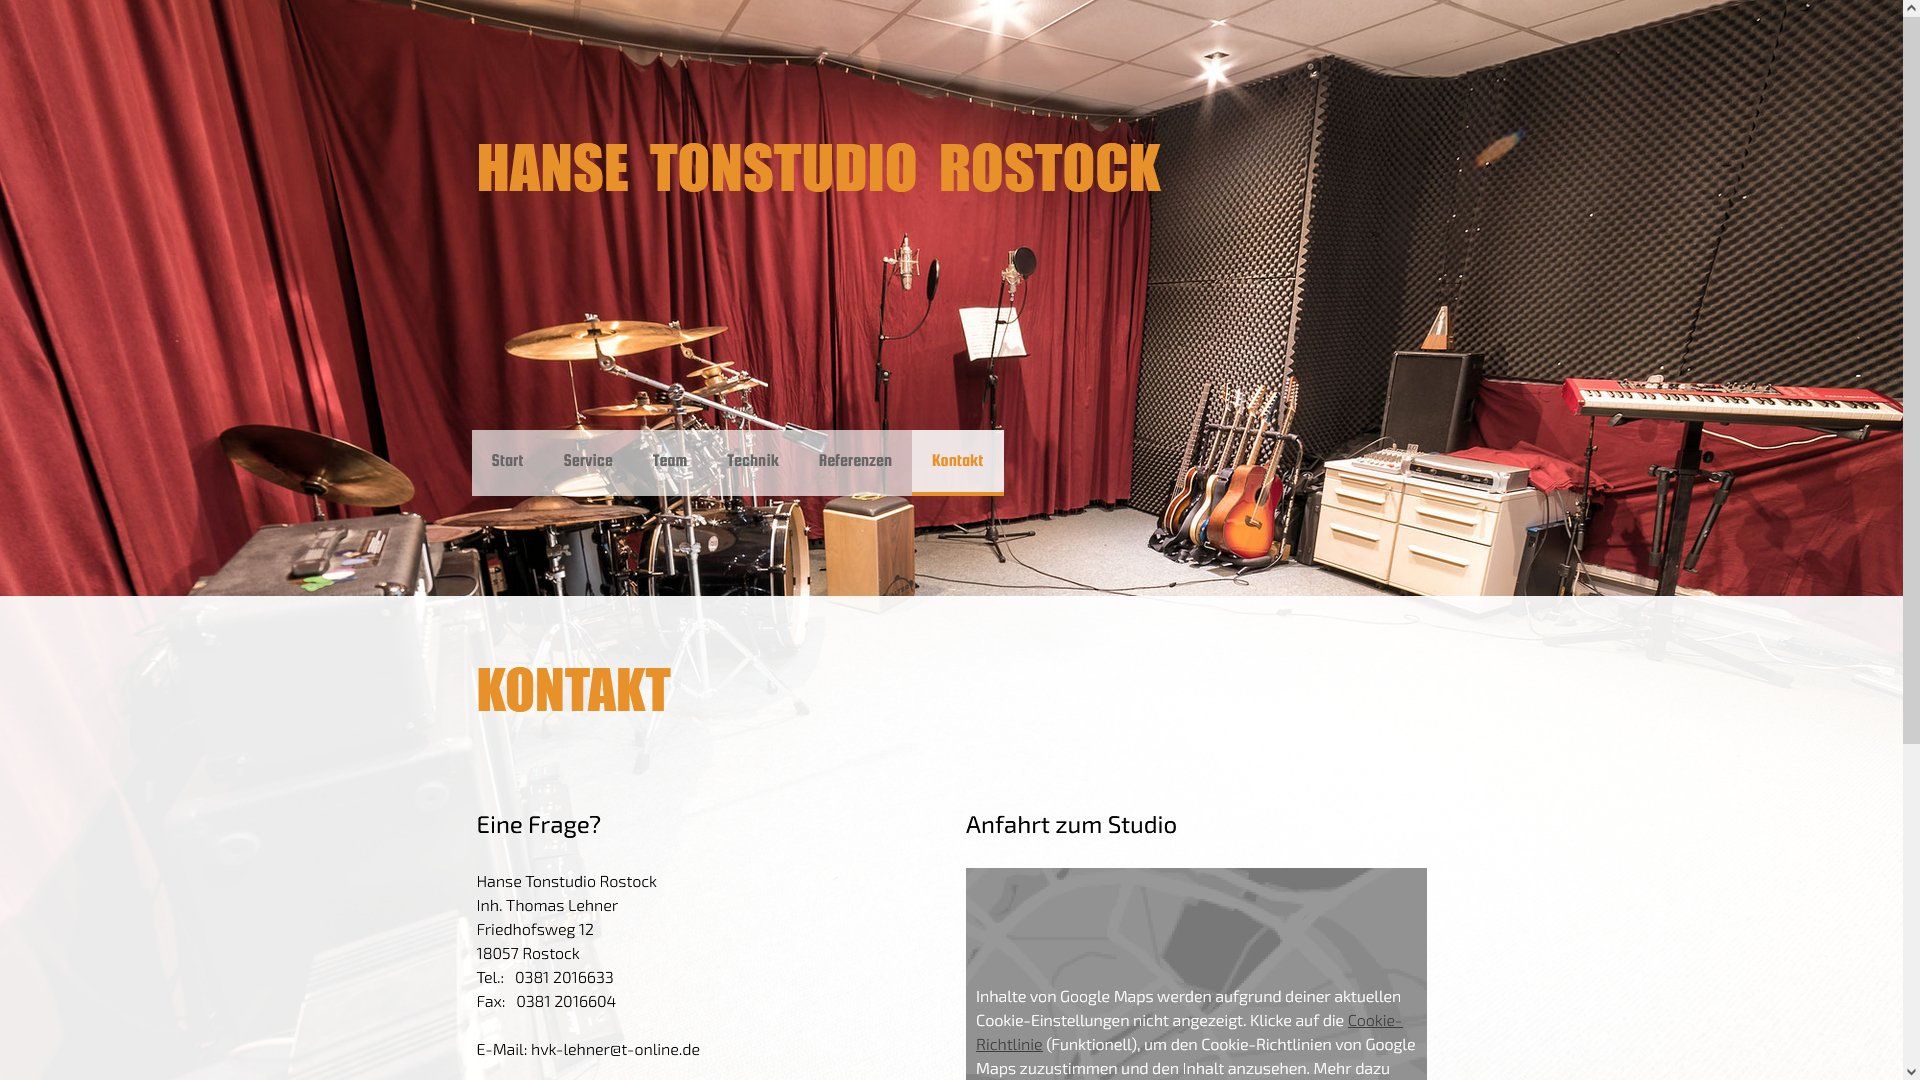 HANSE TONSTUDIO ROSTOCK
Start Service Team Technik Referenzen Kontakt
KONTAKT
Eine Frage?
Hanse Tonstudio Rostock
Inh. Thomas Lehner
Friedhofsweg 12
18057 Rostock
Tel.: 0381 2016633
Fax: 0381 2016604
E-Mail: hvk-lehner@t-online.de
Anfahrt zum Studio
Inhalte von Google Maps werden aufgrund deiner aktuellen
Cookie-Einstellungen nicht angezeigt. Klicke auf die Cookie-
Richtlinie (Funktionell), um den Cookie-Richtlinien von Google
Maps zuzustimmen und den Inhalt anzusehen. Mehr dazu